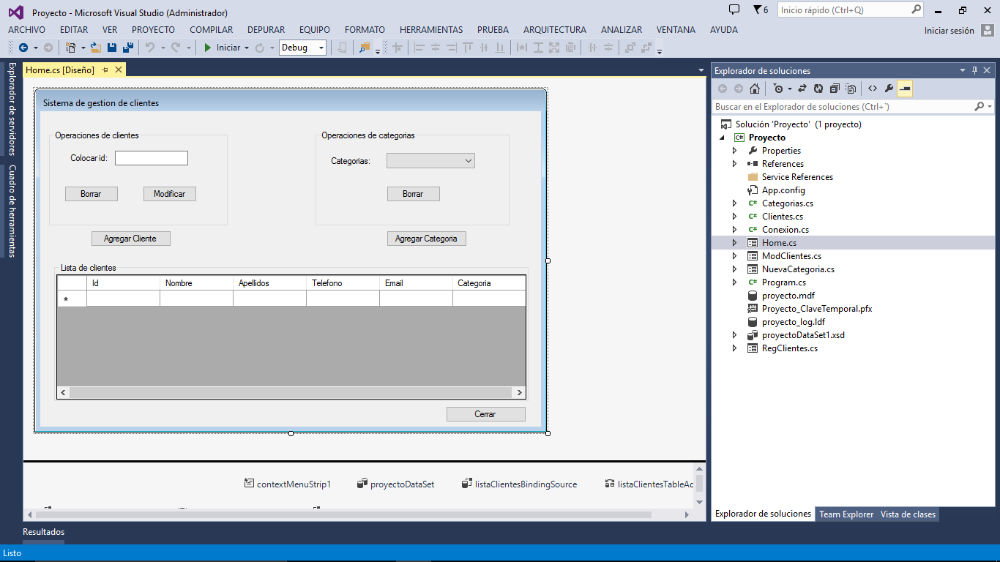 Proyecto - Microsoft Visual Studio (Administrador)
6
Inicio rápido (Ctrl+Q)
ARCHIVO EDITAR VER PROYECTO COMPILAR DEPURAR EQUIPO FORMATO HERRAMIENTAS PRUEBA ARQUITECTURA ANALIZAR VENTANA AYUDA
Iniciar sesión
Iniciar Debug
Explorador de servidores
Cuadro de herramientas
Home.cs [Diseño]
Sistema de gestion de clientes
Operaciones de clientes
Colocar id:
Borrar Modificar
Agregar Cliente
Operaciones de categorias
Categorias:
Borrar
Agregar Categoria
Lista de clientes
Id Nombre Apellidos Telefono Email Categoria
*
Cerrar
contextMenuStrip1 proyectoDataSet listaClientesBindingSource listaClientesTableAc
Explorador de soluciones
Buscar en el Explorador de soluciones (Ctrl+`)
Solución 'Proyecto' (1 proyecto)
C# Proyecto
Properties
References
Service References
App.config
C# Categorias.cs
C# Clientes.cs
C# Conexion.cs
Home.cs
ModClientes.cs
NuevaCategoria.cs
C# Program.cs
proyecto.mdf
Proyecto_ClaveTemporal.pfx
proyecto_log.ldf
proyectoDataSet1.xsd
RegClientes.cs
Explorador de soluciones Team Explorer Vista de clases
Resultados
Listo